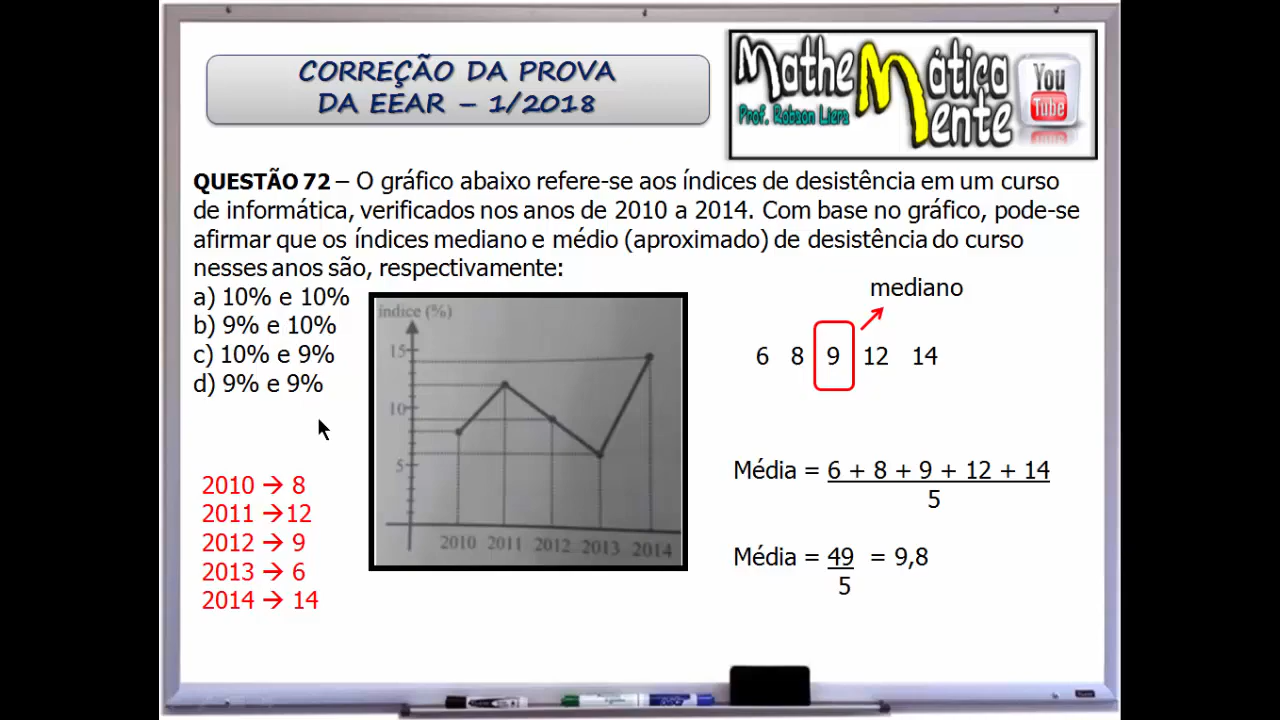 CORREÇÃO DA PROVA
DA EEAR – 1/2018
Mathe Mática Mente
Prof. Robson Liera
You
Tube
QUESTÃO 72 – O gráfico abaixo refere-se aos índices de desistência em um curso
de informática, verificados nos anos de 2010 a 2014. Com base no gráfico, pode-se
afirmar que os índices mediano e médio (aproximado) de desistência do curso
nesses anos são, respectivamente:
a) 10% e 10%
b) 9% e 10%
c) 10% e 9%
d) 9% e 9%
índice (%)
15
10
5
2010 2011 2012 2013 2014
2010 → 8
2011 →12
2012 → 9
2013 → 6
2014 → 14
mediano
6 8 9 12 14
Média = 6 + 8 + 9 + 12 + 14
5
Média = 49 = 9,8
5